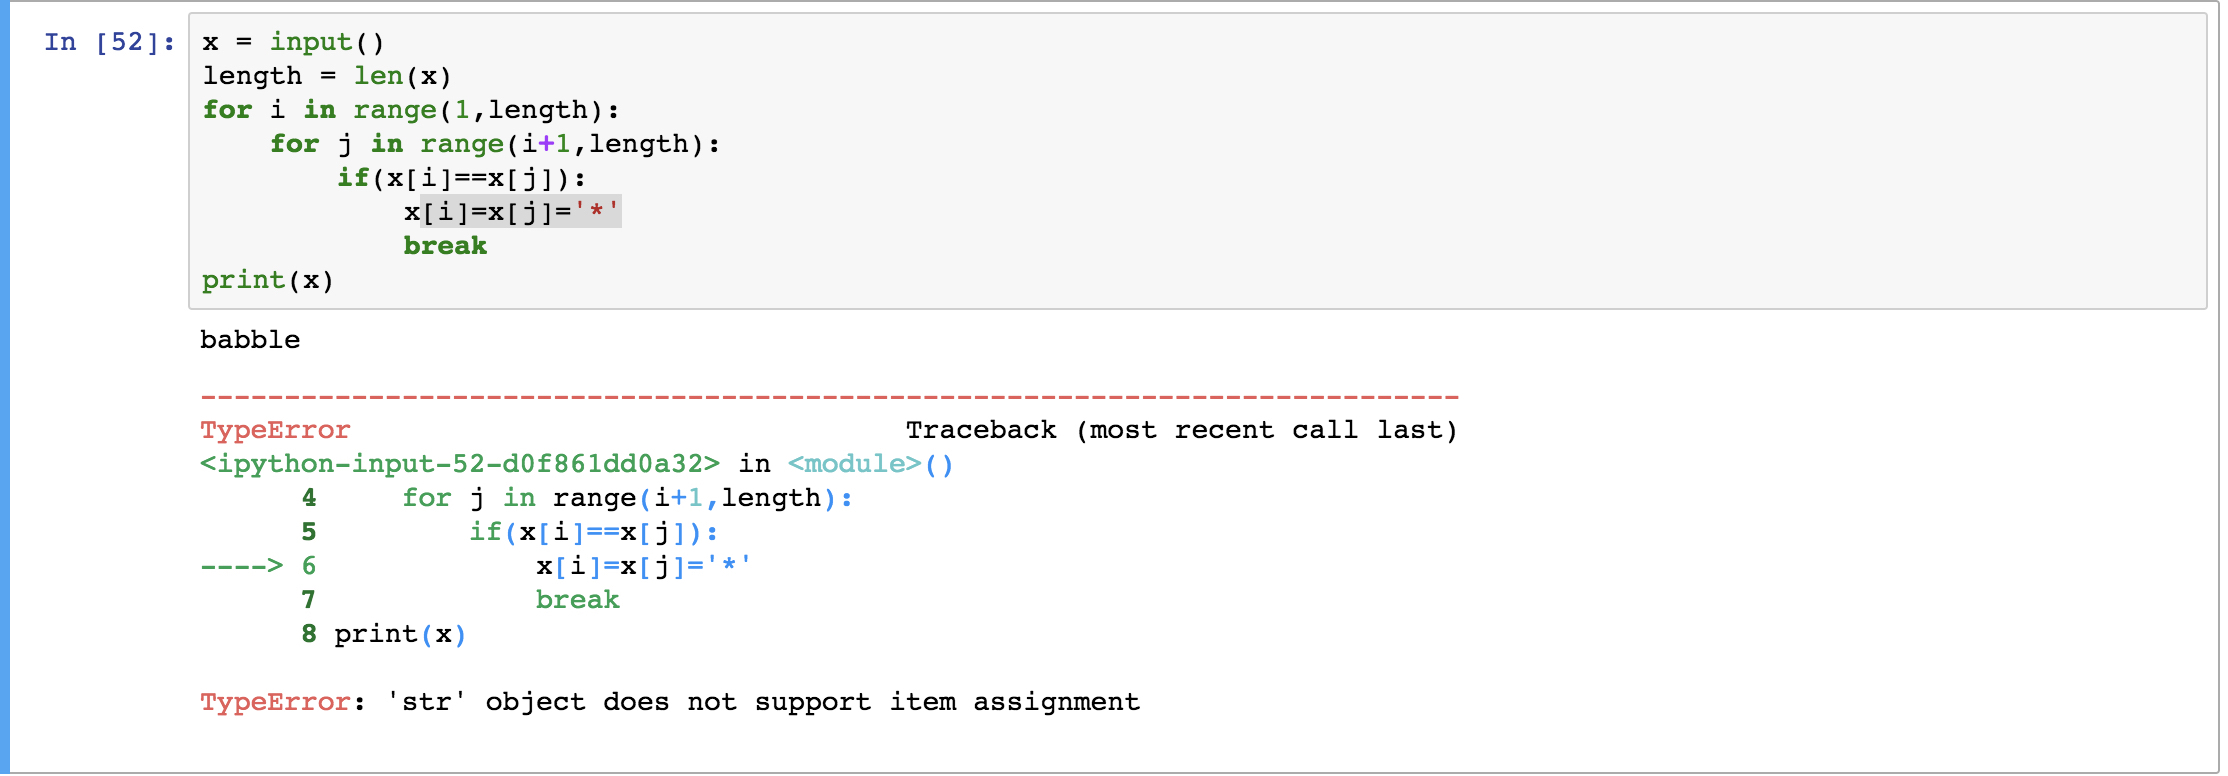 In [52]: x = input()
length = len(x)
for i in range(1,length):
    for j in range(i+1,length):
        if(x[i]==x[j]):
            x[i]=x[j]='*'
            break
print(x)
babble
---------------------------------------------------------------------------
TypeError                                 Traceback (most recent call last)
<ipython-input-52-d0f861dd0a32> in <module>()
      4     for j in range(i+1,length):
      5         if(x[i]==x[j]):
----> 6             x[i]=x[j]='*'
      7             break
      8 print(x)
TypeError: 'str' object does not support item assignment